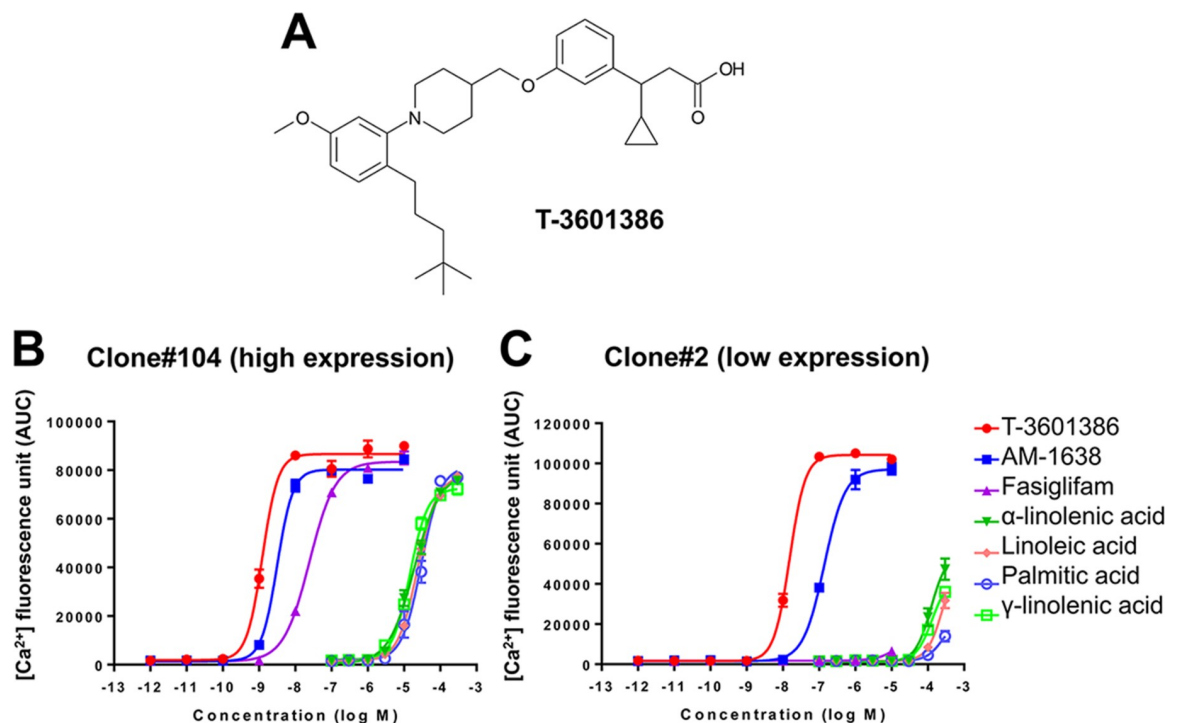 A
O
N
O
OH
O
T-3601386
B
Clone#104 (high expression)
[Ca²⁺] fluorescence unit (AUC)
100000
80000
60000
40000
20000
0
-13 -12 -11 -10 -9 -8 -7 -6 -5 -4 -3
Concentration (log M)
C
Clone#2 (low expression)
[Ca²⁺] fluorescence unit (AUC)
120000
100000
80000
60000
40000
20000
0
-13 -12 -11 -10 -9 -8 -7 -6 -5 -4 -3
Concentration (log M)
T-3601386
AM-1638
Fasiglifam
α-linolenic acid
Linoleic acid
Palmitic acid
γ-linolenic acid